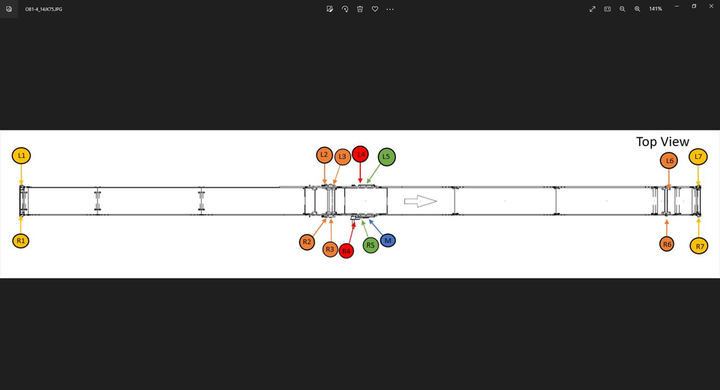 OB1-4_14IK75.JPG
141%
Top View
L1
L2
L3
L4
L5
L6
L7
R1
R2
R3
R4
R5
M
R6
R7